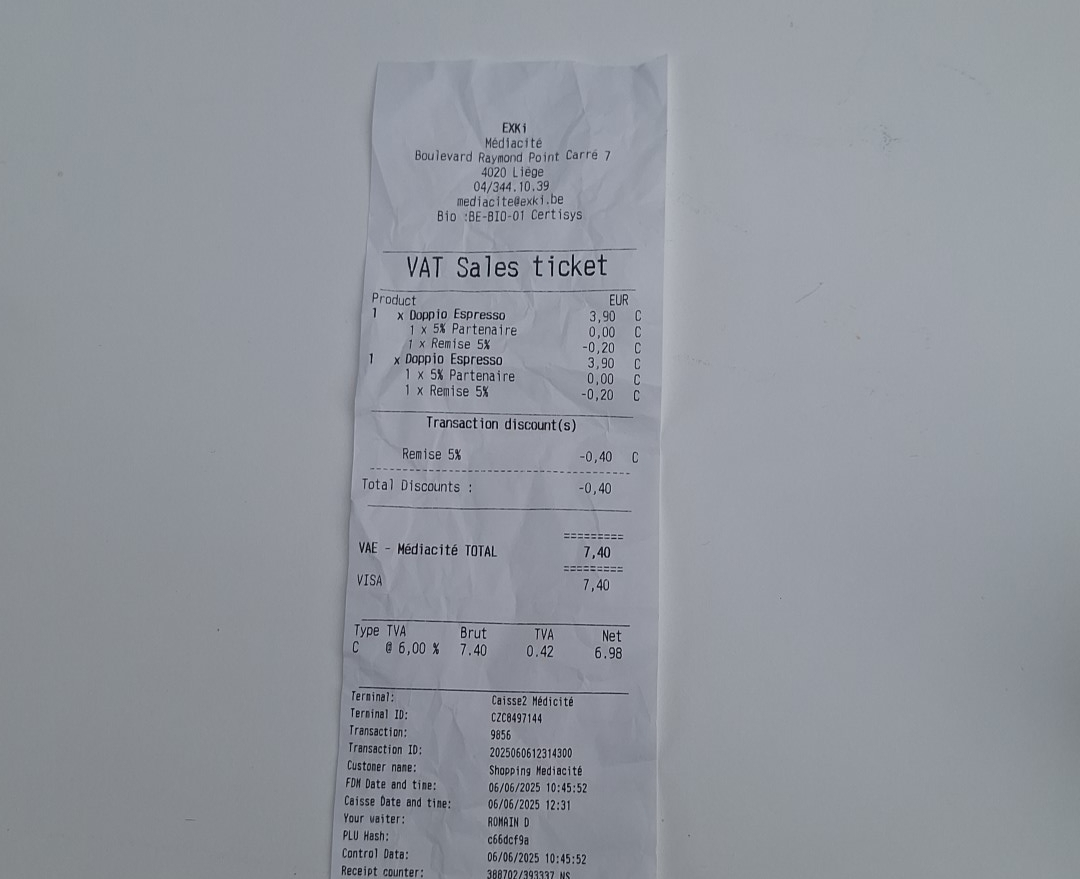 EXKi
Médiacité
Boulevard Raymond Point Carré 7
4020 Liège
04/344.10.39
mediacite@exki.be
Bio :BE-BIO-01 Certisys
VAT Sales ticket
Product EUR
1 x Doppio Espresso 3,90 C
1 x 5% Partenaire 0,00 C
1 x Remise 5% -0,20 C
1 x Doppio Espresso 3,90 C
1 x 5% Partenaire 0,00 C
1 x Remise 5% -0,20 C
Transaction discount(s)
Remise 5% -0,40 C
Total Discounts : -0,40
=========
VAE - Médiacité TOTAL 7,40
=========
VISA 7,40
Type TVA Brut TVA Net
C @ 6,00 % 7.40 0.42 6.98
Terminal: Caisse2 Médicité
Terminal ID: CZC8497144
Transaction: 9856
Transaction ID: 2025060612314300
Customer name: Shopping Mediacité
FDM Date and time: 06/06/2025 10:45:52
Caisse Date and time: 06/06/2025 12:31
Your waiter: ROMAIN D
PLU Hash: c66dcf9a
Control Data: 06/06/2025 10:45:52
Receipt counter: 388702/393337 NS